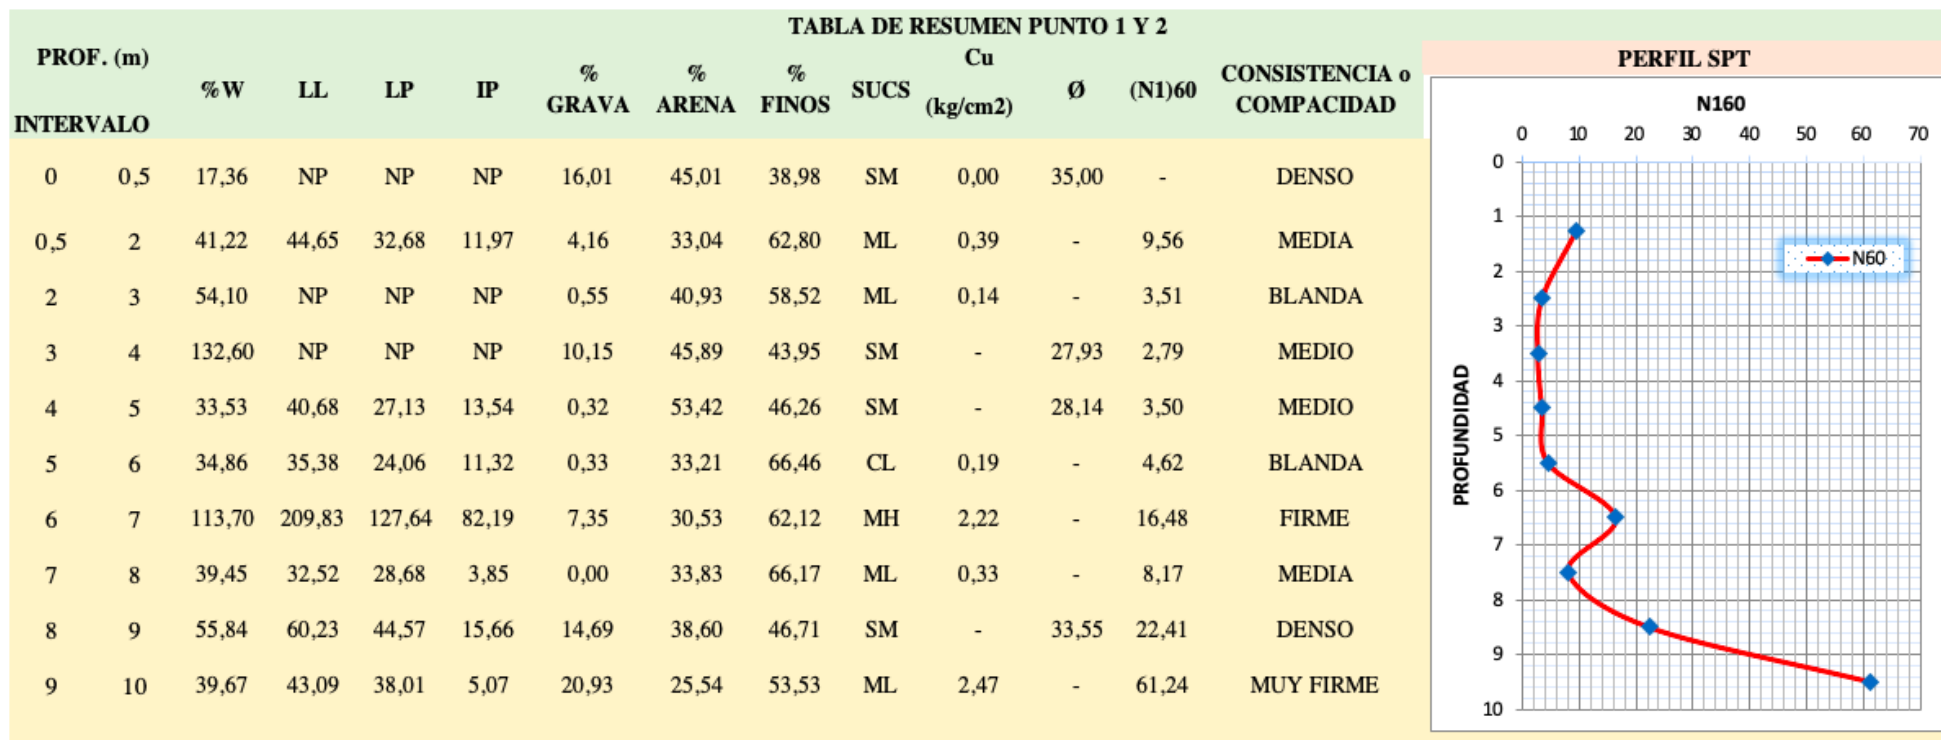 TABLA DE RESUMEN PUNTO 1 Y 2
PROF. (m)
INTERVALO
%W LL LP IP % GRAVA % ARENA % FINOS SUCS Cu (kg/cm2) Ø (N1)60 CONSISTENCIA o COMPACIDAD
0 0,5 17,36 NP NP NP 16,01 45,01 38,98 SM 0,00 35,00 - DENSO
0,5 2 41,22 44,65 32,68 11,97 4,16 33,04 62,80 ML 0,39 - 9,56 MEDIA
2 3 54,10 NP NP NP 0,55 40,93 58,52 ML 0,14 - 3,51 BLANDA
3 4 132,60 NP NP NP 10,15 45,89 43,95 SM - 27,93 2,79 MEDIO
4 5 33,53 40,68 27,13 13,54 0,32 53,42 46,26 SM - 28,14 3,50 MEDIO
5 6 34,86 35,38 24,06 11,32 0,33 33,21 66,46 CL 0,19 - 4,62 BLANDA
6 7 113,70 209,83 127,64 82,19 7,35 30,53 62,12 MH 2,22 - 16,48 FIRME
7 8 39,45 32,52 28,68 3,85 0,00 33,83 66,17 ML 0,33 - 8,17 MEDIA
8 9 55,84 60,23 44,57 15,66 14,69 38,60 46,71 SM - 33,55 22,41 DENSO
9 10 39,67 43,09 38,01 5,07 20,93 25,54 53,53 ML 2,47 - 61,24 MUY FIRME
PERFIL SPT
N160
0 10 20 30 40 50 60 70
0
1
2
3
4
5
6
7
8
9
10
PROFUNDIDAD
N60